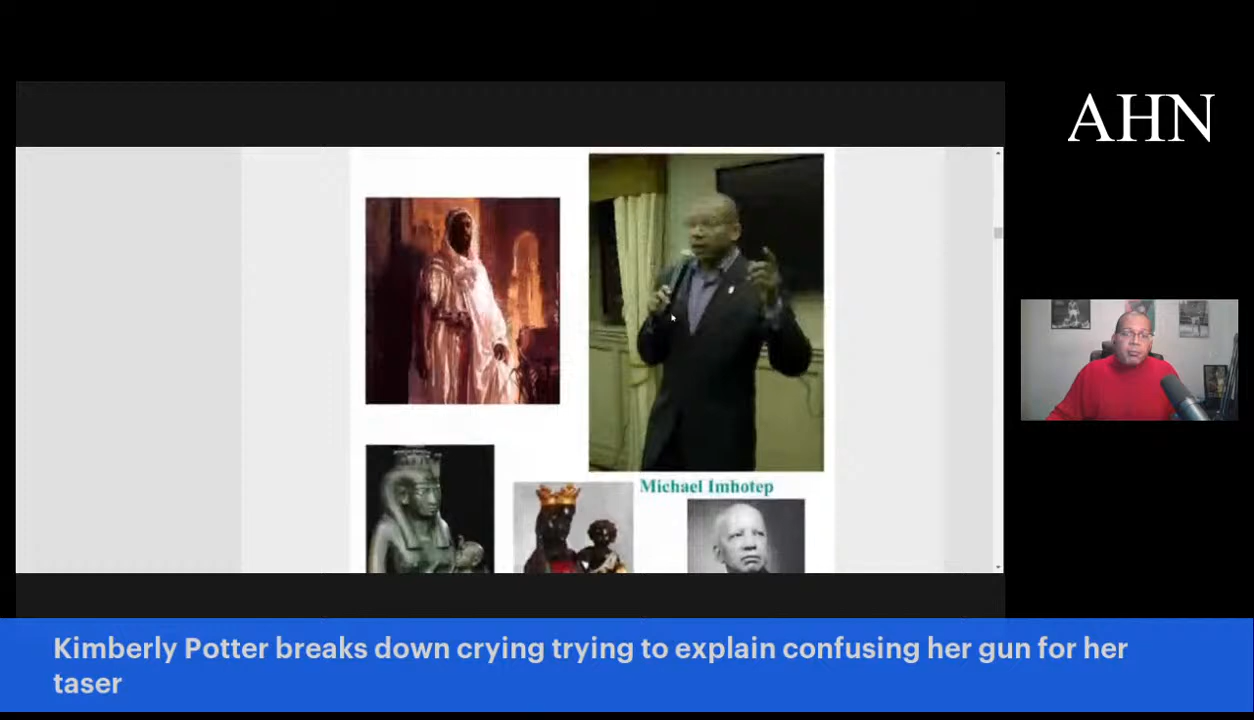 AHN
Michael Imhotep
Kimberly Potter breaks down crying trying to explain confusing her gun for her
taser